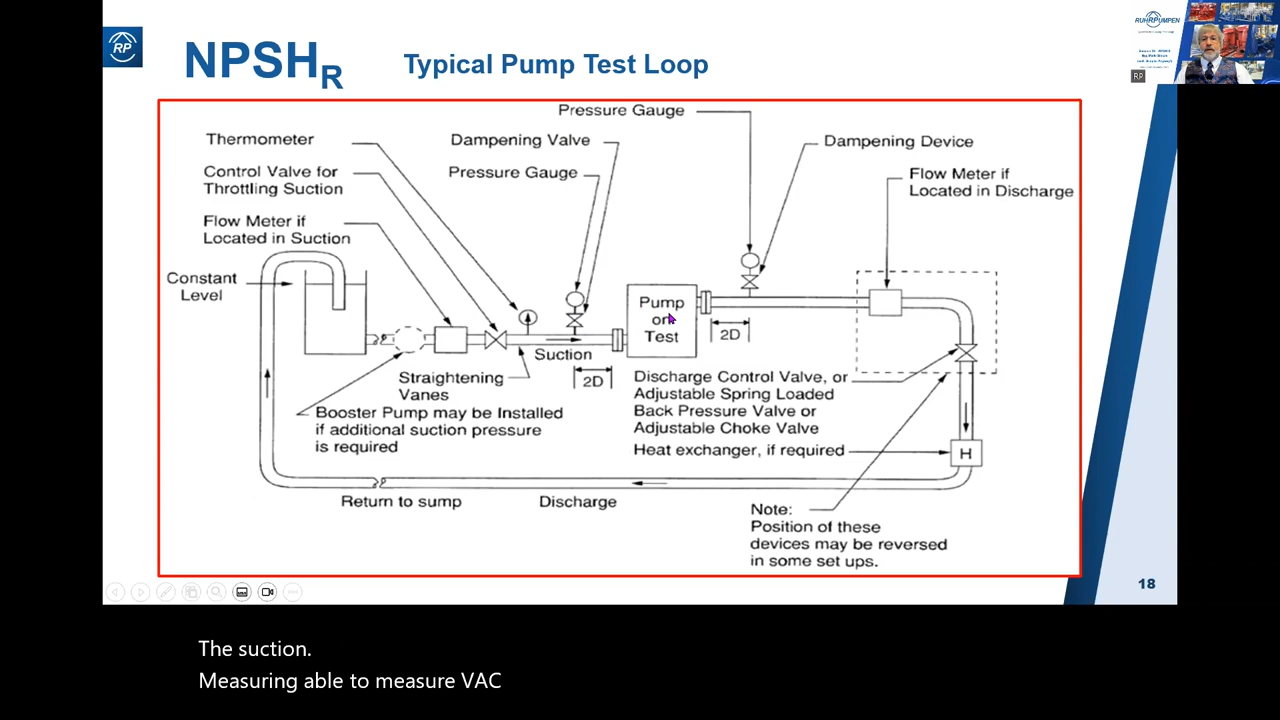 RP
NPSHR
Typical Pump Test Loop
RUHRPUMPEN
RP
Pressure Gauge
Thermometer
Dampening Valve
Dampening Device
Control Valve for
Throttling Suction
Pressure Gauge
Flow Meter if
Located in Discharge
Flow Meter if
Located in Suction
Constant
Level
Pump
on
Test
2D
Suction
2D
Straightening
Vanes
Discharge Control Valve, or
Adjustable Spring Loaded
Back Pressure Valve or
Adjustable Choke Valve
Booster Pump may be Installed
if additional suction pressure
is required
Heat exchanger, if required
H
Return to sump
Discharge
Note:
Position of these
devices may be reversed
in some set ups.
18
The suction.
Measuring able to measure VAC